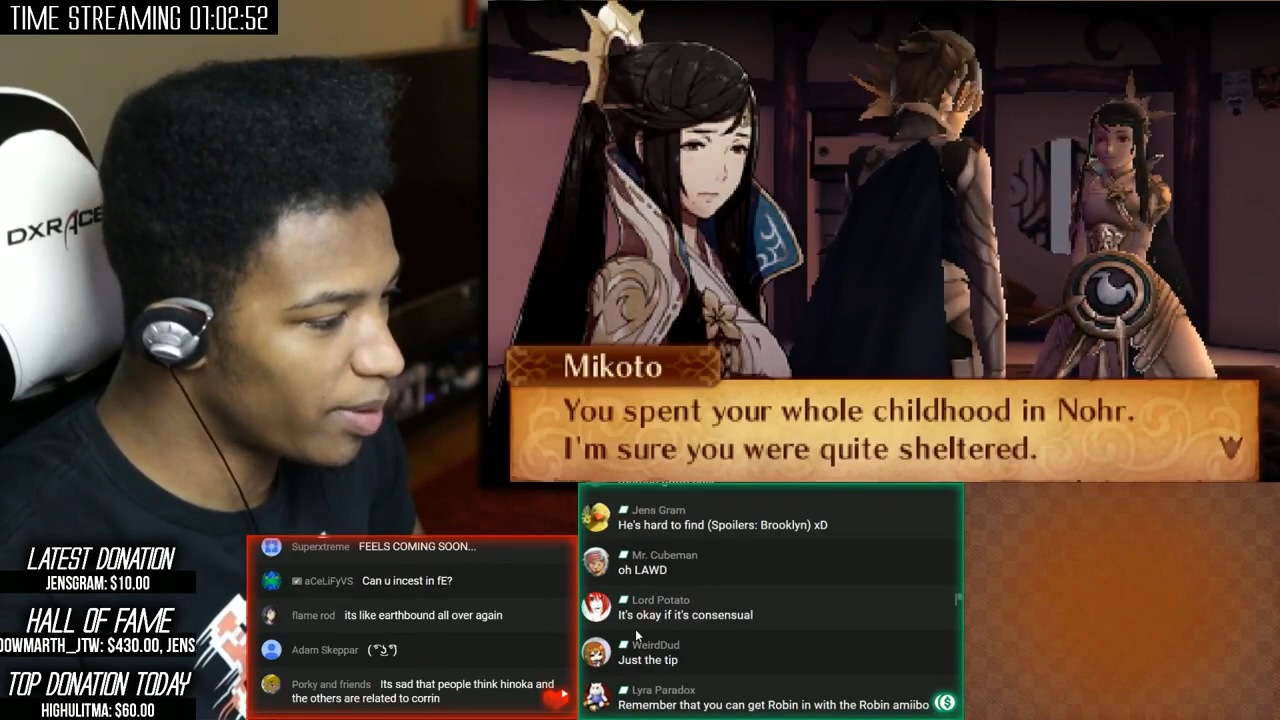 TIME STREAMING 01:02:52
DXRACE
Mikoto
You spent your whole childhood in Nohr.
I'm sure you were quite sheltered.
LATEST DONATION
JENSGRAM: $10.00
HALL OF FAME
DOWMARTH_JTW: $430.00, JENS
TOP DONATION TODAY
HIGHULITMA: $60.00
Superxtreme FEELS COMING SOON...
aCeLiFyVS Can u incest in fE?
flame rod its like earthbound all over again
Adam Skeppar ( ͡° ͜ʖ ͡°)
Porky and friends Its sad that people think hinoka and
the others are related to corrin
Jens Gram
He's hard to find (Spoilers: Brooklyn) xD
Mr. Cubeman
oh LAWD
Lord Potato
It's okay if it's consensual
WeirdDud
Just the tip
Lyra Paradox
Remember that you can get Robin in with the Robin amiibo